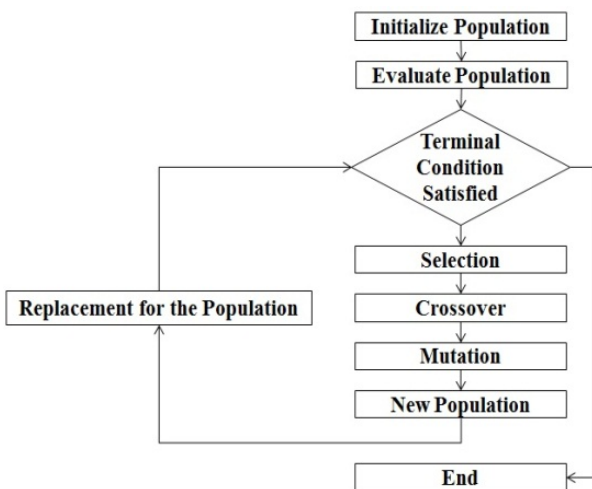 Initialize Population
Evaluate Population
Terminal
Condition
Satisfied
Selection
Replacement for the Population
Crossover
Mutation
New Population
End